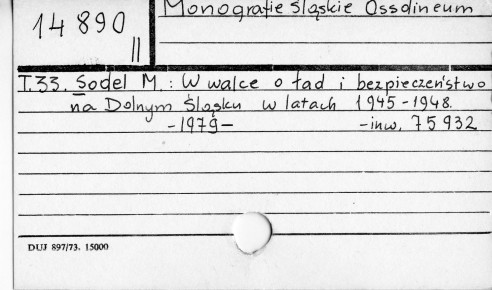 Monografie Śląskie Ossolineum
14 890
II
T.33. Sodel M.: W walce o ład i bezpieczeństwo
na Dolnym Śląsku w latach 1945-1948.
-1979- -inw. 75932
DUJ 897/73. 15000